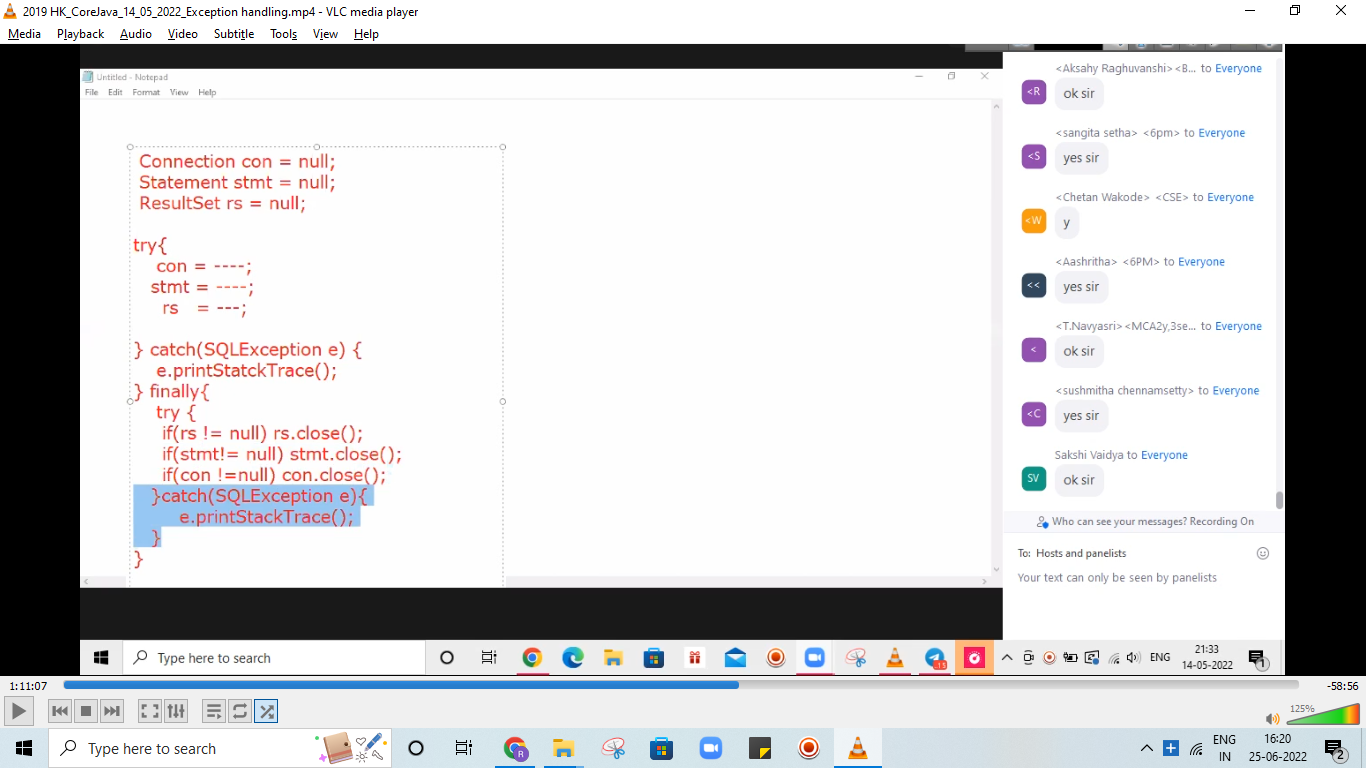 2019 HK_CoreJava_14_05_2022_Exception handling.mp4 - VLC media player
Media Playback Audio Video Subtitle Tools View Help
Untitled - Notepad
File Edit Format View Help
Connection con = null;
Statement stmt = null;
ResultSet rs = null;
try{
con = ----;
stmt = ----;
rs = ---;
} catch(SQLException e) {
e.printStatckTrace();
} finally{
try {
if(rs != null) rs.close();
if(stmt!= null) stmt.close();
if(con !=null) con.close();
}catch(SQLException e){
e.printStackTrace();
}
}
<Aksahy Raghuvanshi><B... to Everyone
<R
ok sir
<sangita setha> <6pm> to Everyone
<S
yes sir
<Chetan Wakode> <CSE> to Everyone
<W
y
<Aashritha> <6PM> to Everyone
<<
yes sir
<T.Navyasri><MCA2y,3se... to Everyone
<
ok sir
<sushmitha chennamsetty> to Everyone
<C
yes sir
Sakshi Vaidya to Everyone
SV
ok sir
Who can see your messages? Recording On
To: Hosts and panelists
Your text can only be seen by panelists
Type here to search
15
ENG
21:33
14-05-2022
1
1:11:07
-58:56
125%
Type here to search
R
ENG
IN
16:20
25-06-2022
2